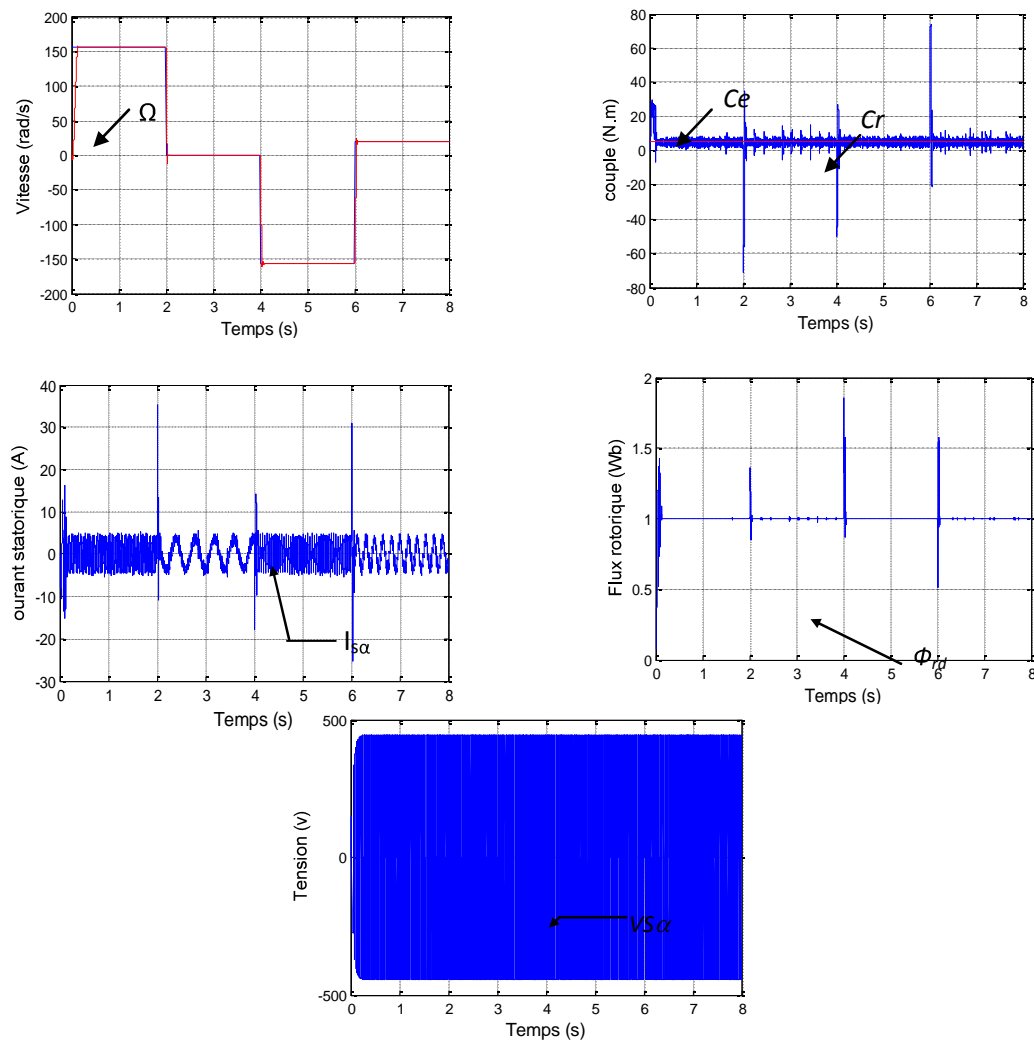 200
150
100
50
0
-50
-100
-150
-200
Vitesse (rad/s)
Ω
0 1 2 3 4 5 6 7 8
Temps (s)
80
60
40
20
0
-20
-40
-60
-80
couple (N.m)
Ce
Cr
0 1 2 3 4 5 6 7 8
Temps (s)
40
30
20
10
0
-10
-20
-30
ourant statorique (A)
Isα
0 1 2 3 4 5 6 7 8
Temps (s)
2
1.5
1
0.5
0
Flux rotorique (Wb)
Φrd
0 1 2 3 4 5 6 7 8
Temps (s)
500
0
-500
Tension (v)
VSα
0 1 2 3 4 5 6 7 8
Temps (s)